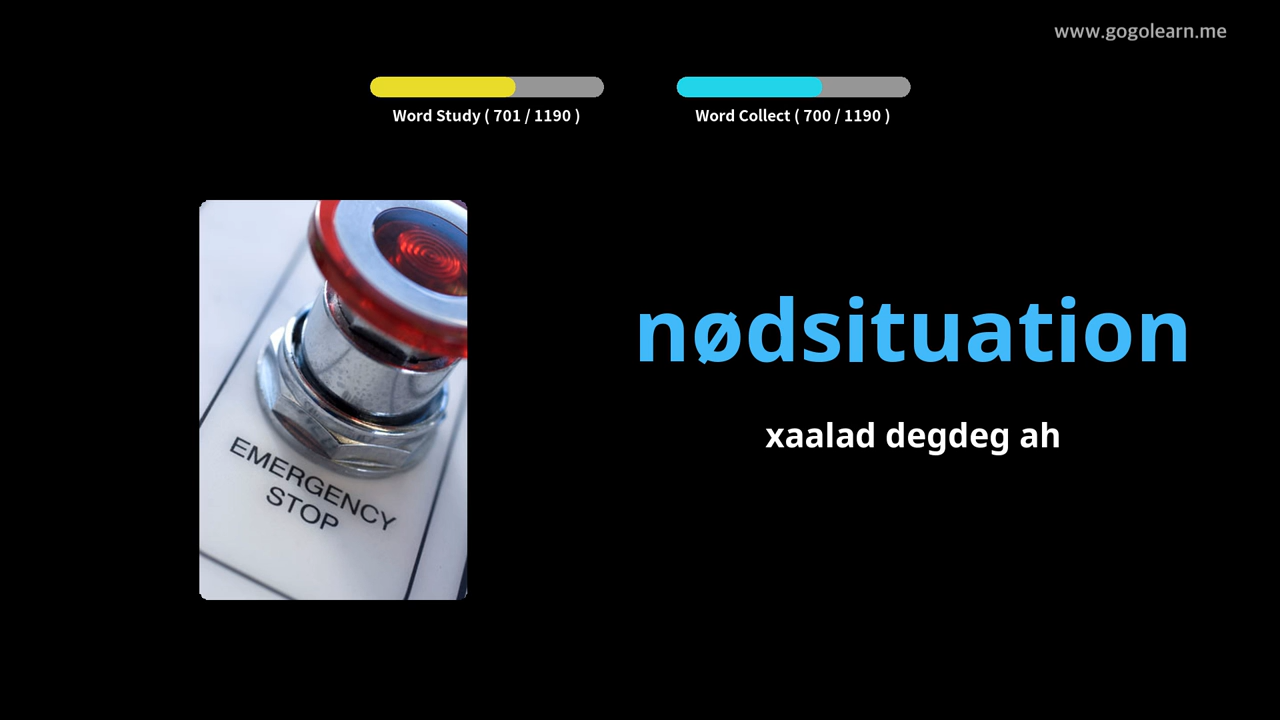 www.gogolearn.me
Word Study ( 701 / 1190 )
Word Collect ( 700 / 1190 )
nødsituation
xaalad degdeg ah
EMERGENCY
STOP